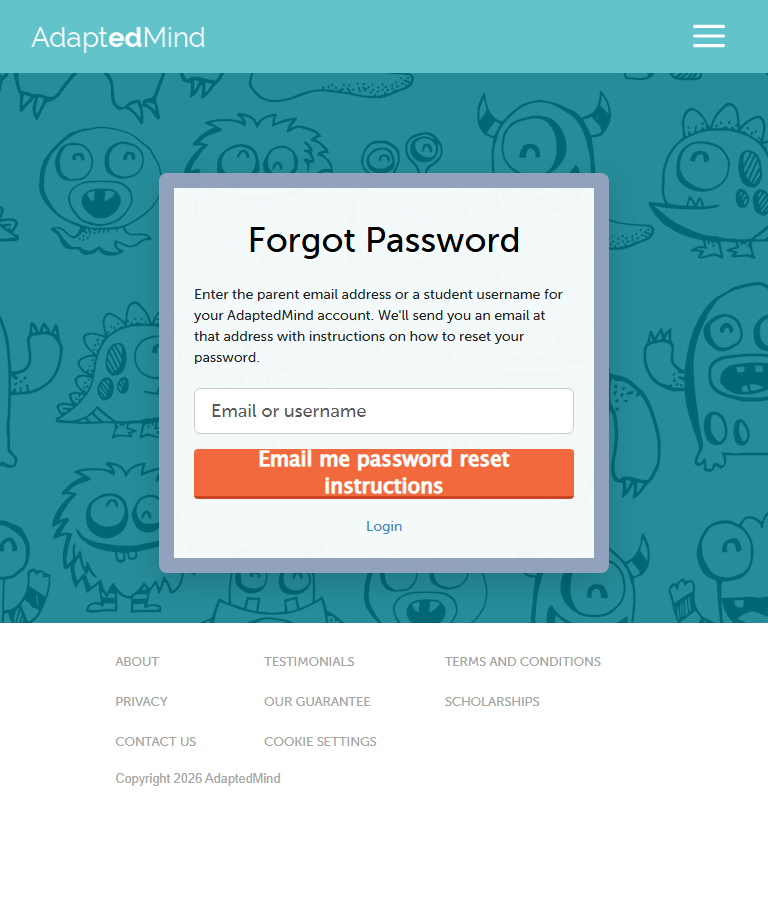 AdaptedMind
Forgot Password
Enter the parent email address or a student username for
your AdaptedMind account. We'll send you an email at
that address with instructions on how to reset your
password.
Email or username
Email me password reset
instructions
Login
ABOUT TESTIMONIALS TERMS AND CONDITIONS
PRIVACY OUR GUARANTEE SCHOLARSHIPS
CONTACT US COOKIE SETTINGS
Copyright 2026 AdaptedMind